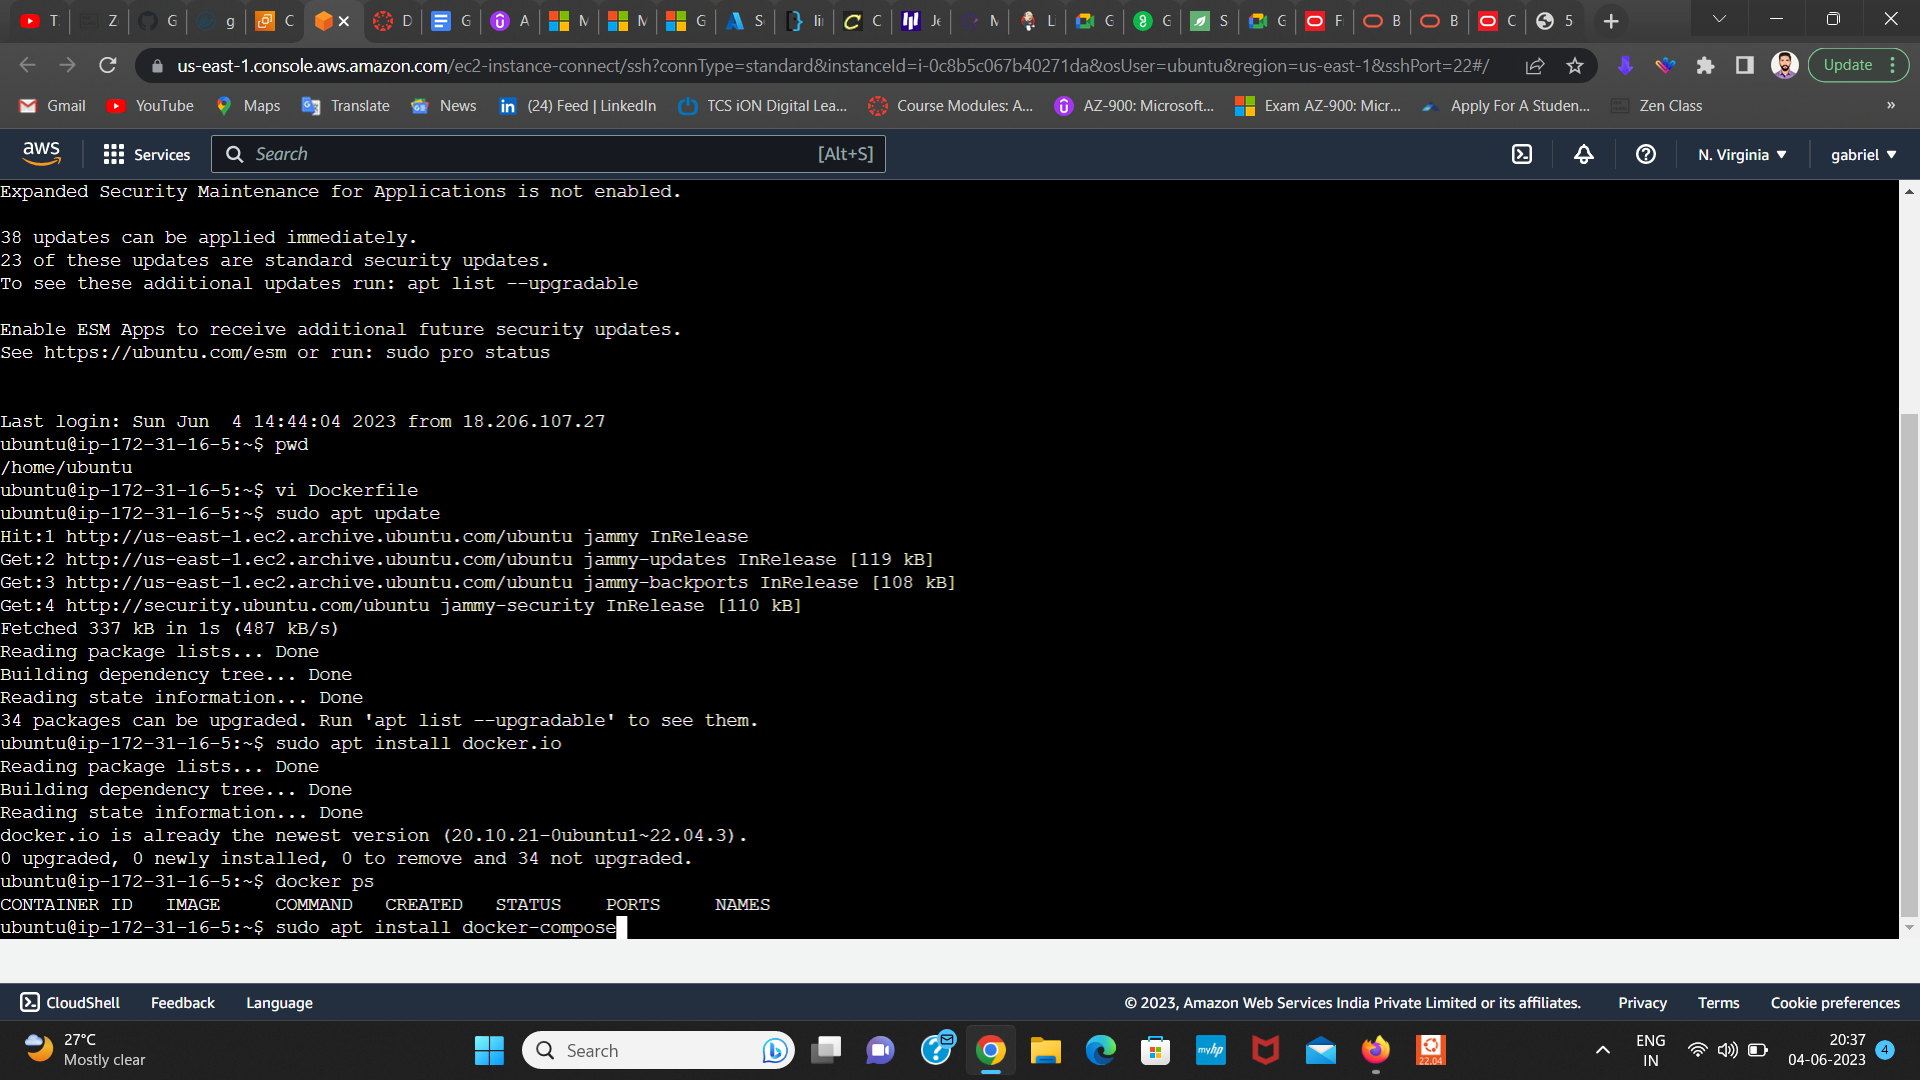 T Z G g C D G A M M G A S li C Je M Li G G S G F B B C 5
us-east-1.console.aws.amazon.com/ec2-instance-connect/ssh?connType=standard&instanceId=i-0c8b5c067b40271da&osUser=ubuntu&region=us-east-1&sshPort=22#/ Update
Gmail YouTube Maps Translate News (24) Feed | LinkedIn TCS iON Digital Lea... Course Modules: A... AZ-900: Microsoft... Exam AZ-900: Micr... Apply For A Studen... Zen Class »
aws Services Search [Alt+S] N. Virginia gabriel
Expanded Security Maintenance for Applications is not enabled.
38 updates can be applied immediately.
23 of these updates are standard security updates.
To see these additional updates run: apt list --upgradable
Enable ESM Apps to receive additional future security updates.
See https://ubuntu.com/esm or run: sudo pro status
Last login: Sun Jun  4 14:44:04 2023 from 18.206.107.27
ubuntu@ip-172-31-16-5:~$ pwd
/home/ubuntu
ubuntu@ip-172-31-16-5:~$ vi Dockerfile
ubuntu@ip-172-31-16-5:~$ sudo apt update
Hit:1 http://us-east-1.ec2.archive.ubuntu.com/ubuntu jammy InRelease
Get:2 http://us-east-1.ec2.archive.ubuntu.com/ubuntu jammy-updates InRelease [119 kB]
Get:3 http://us-east-1.ec2.archive.ubuntu.com/ubuntu jammy-backports InRelease [108 kB]
Get:4 http://security.ubuntu.com/ubuntu jammy-security InRelease [110 kB]
Fetched 337 kB in 1s (487 kB/s)
Reading package lists... Done
Building dependency tree... Done
Reading state information... Done
34 packages can be upgraded. Run 'apt list --upgradable' to see them.
ubuntu@ip-172-31-16-5:~$ sudo apt install docker.io
Reading package lists... Done
Building dependency tree... Done
Reading state information... Done
docker.io is already the newest version (20.10.21-0ubuntu1~22.04.3).
0 upgraded, 0 newly installed, 0 to remove and 34 not upgraded.
ubuntu@ip-172-31-16-5:~$ docker ps
CONTAINER ID   IMAGE     COMMAND   CREATED   STATUS    PORTS     NAMES
ubuntu@ip-172-31-16-5:~$ sudo apt install docker-compose
CloudShell Feedback Language © 2023, Amazon Web Services India Private Limited or its affiliates. Privacy Terms Cookie preferences
27°C ENG 20:37
Mostly clear Search myhp 22.04 IN 04-06-2023 4